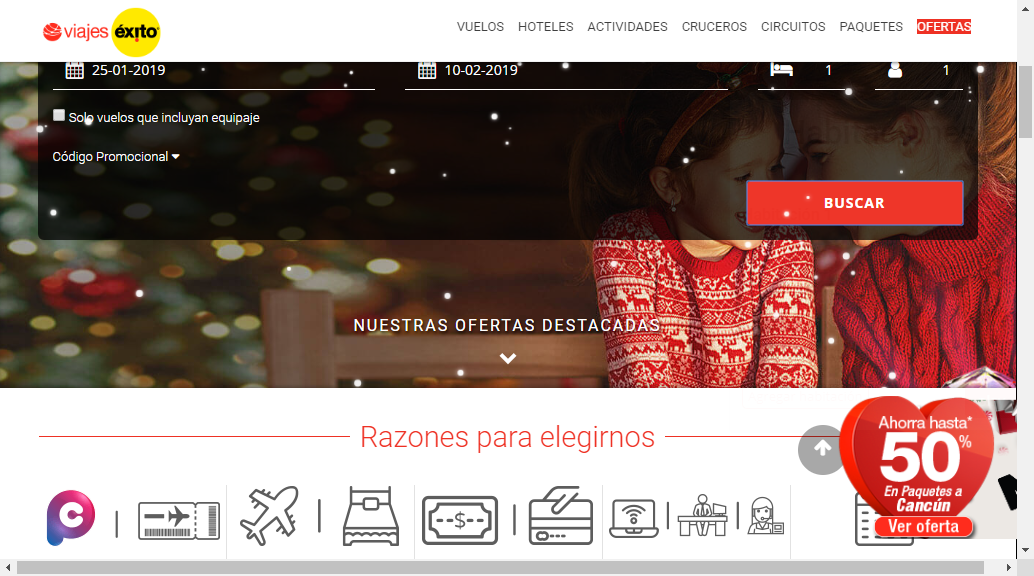 viajes éxito
VUELOS HOTELES ACTIVIDADES CRUCEROS CIRCUITOS PAQUETES OFERTAS
25-01-2019 10-02-2019 1 1
Solo vuelos que incluyan equipaje
Código Promocional
BUSCAR
NUESTRAS OFERTAS DESTACADAS
Razones para elegirnos
Ahorra hasta*
50%
En Paquetes a
Cancún
Ver oferta